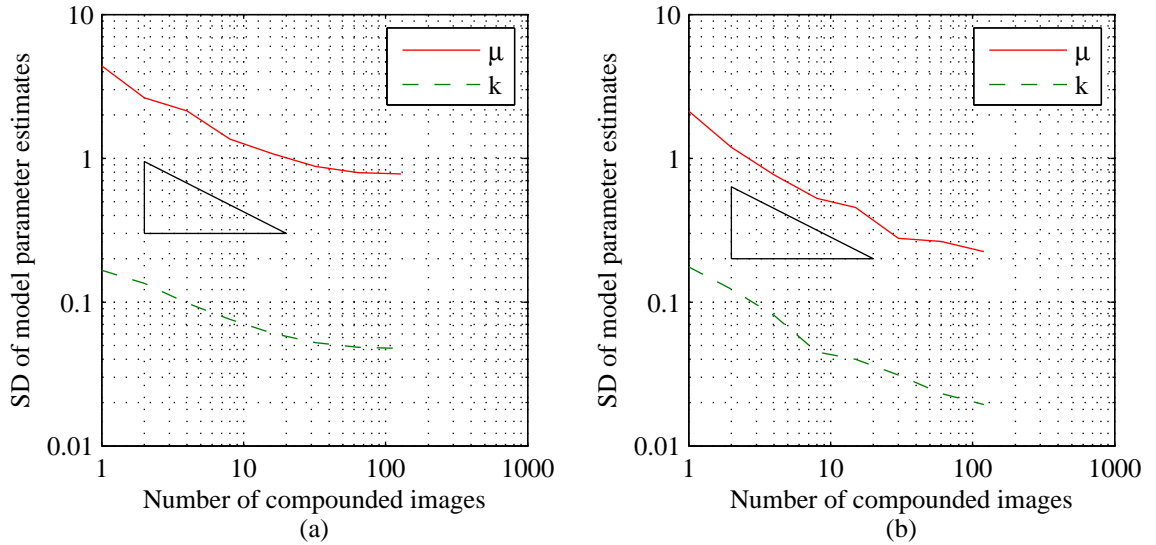 10
1
0.1
0.01
SD of model parameter estimates
μ
k
1
10
100
1000
Number of compounded images
(a)
10
1
0.1
0.01
SD of model parameter estimates
μ
k
1
10
100
1000
Number of compounded images
(b)